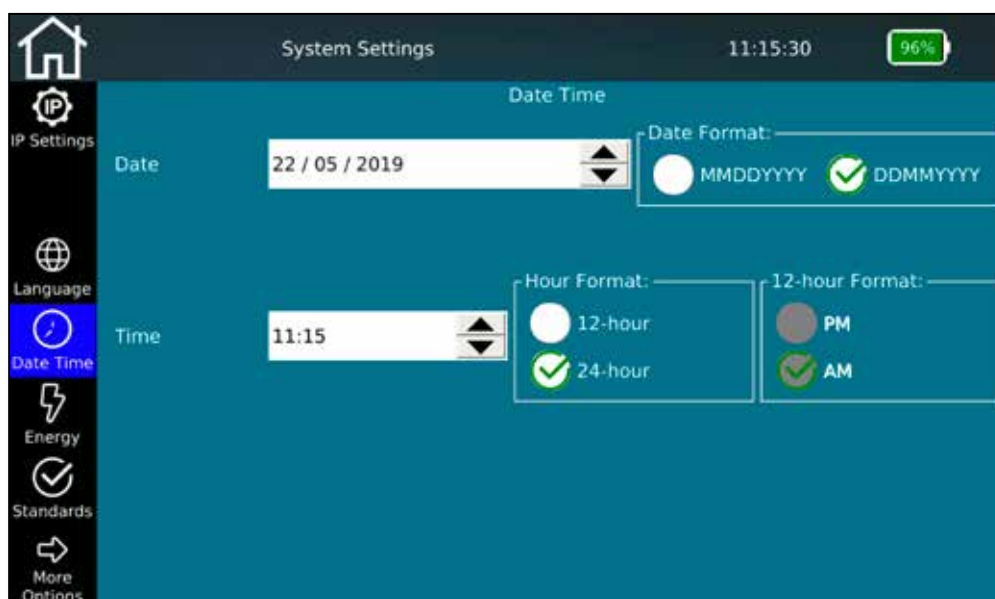 System Settings
11:15:30
96%
IP
IP Settings
Language
Date Time
Energy
Standards
More
Options
Date Time
Date
22 / 05 / 2019
Date Format:
MMDDYYYY
DDMMYYYY
Time
11:15
Hour Format:
12-hour
24-hour
12-hour Format:
PM
AM